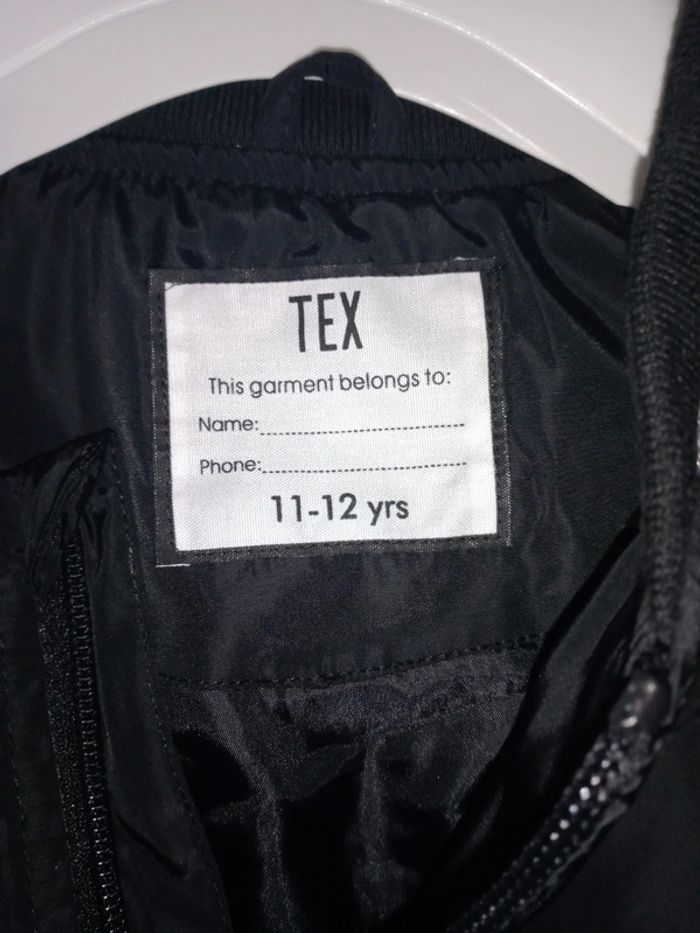 TEX
This garment belongs to:
Name:
Phone:
11-12 yrs